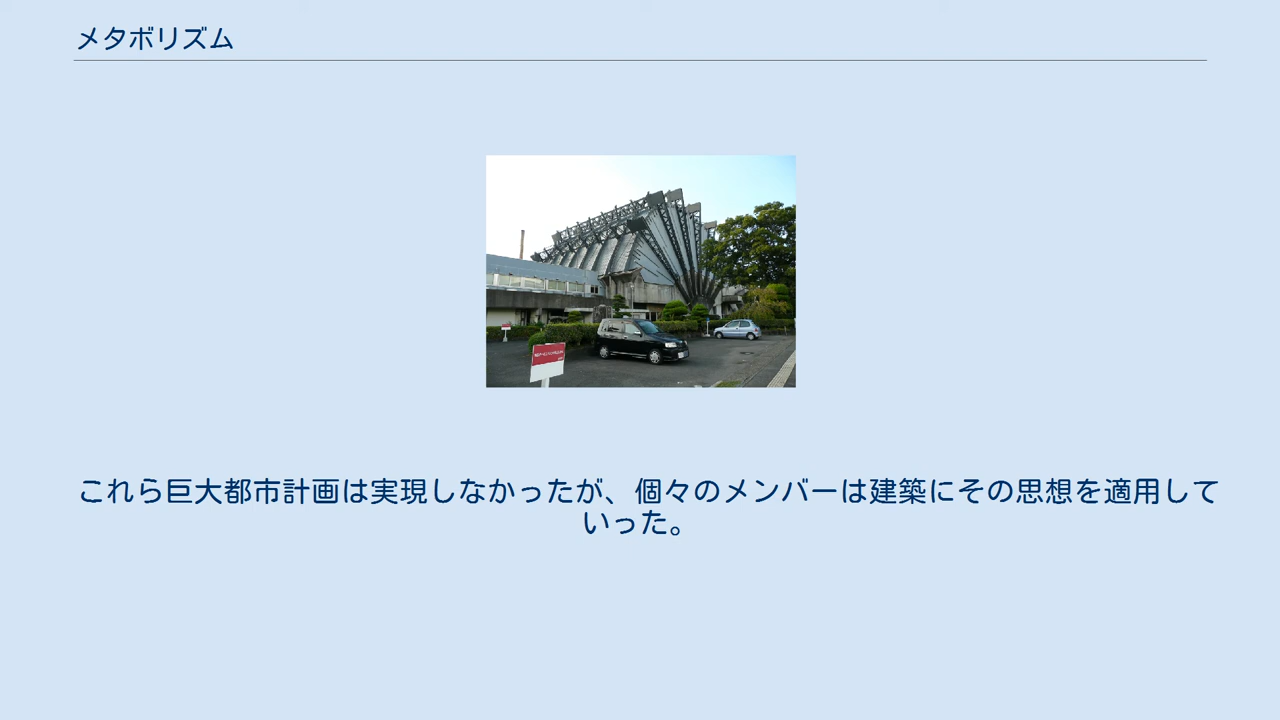 メタボリズム
これら巨大都市計画は実現しなかったが、個々のメンバーは建築にその思想を適用して
いった。